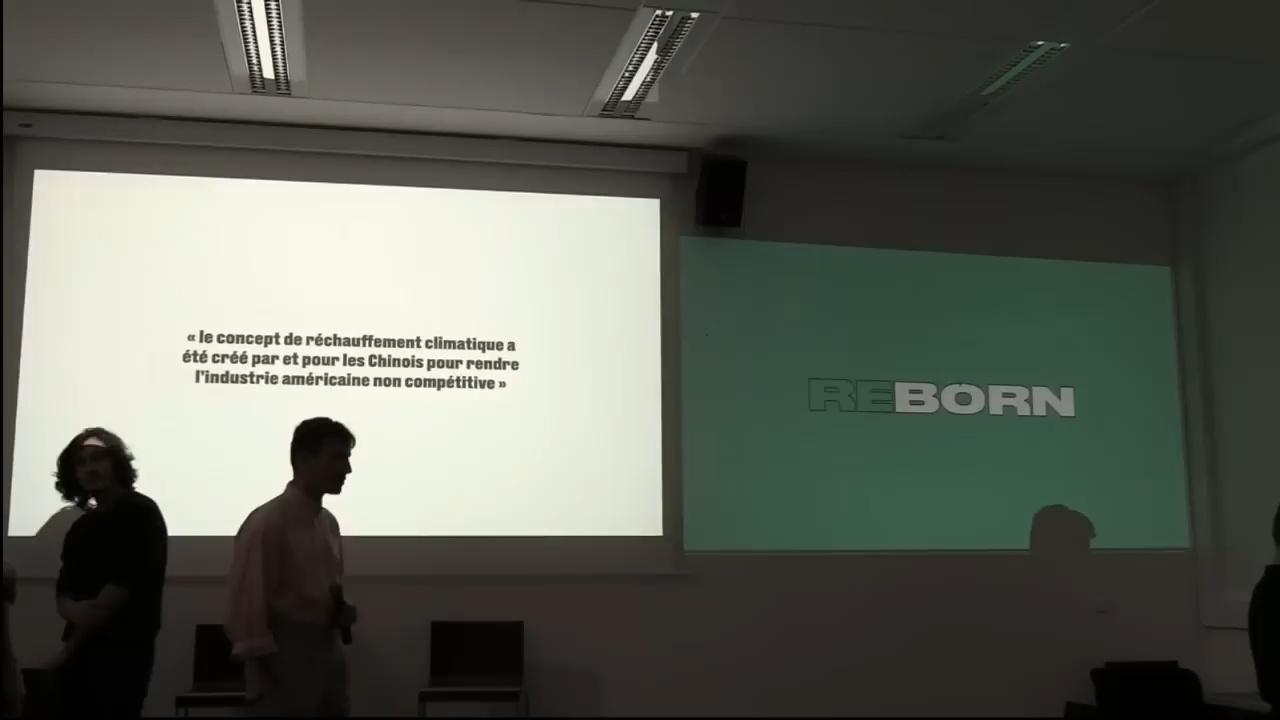 « le concept de réchauffement climatique a
été créé par et pour les Chinois pour rendre
l'industrie américaine non compétitive »
REBORN